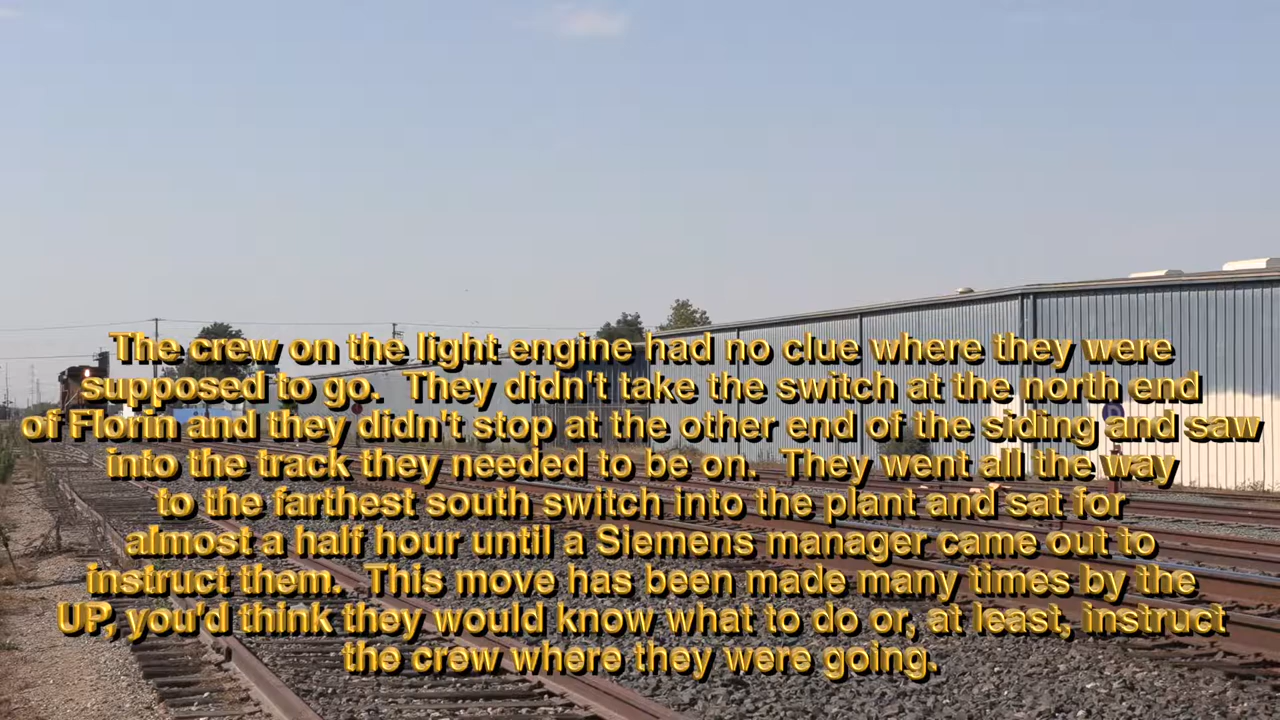 The crew on the light engine had no clue where they were
supposed to go.  They didn't take the switch at the north end
of Florin and they didn't stop at the other end of the siding and saw
into the track they needed to be on.  They went all the way
to the farthest south switch into the plant and sat for
almost a half hour until a Siemens manager came out to
instruct them.  This move has been made many times by the
UP, you'd think they would know what to do or, at least, instruct
the crew where they were going.